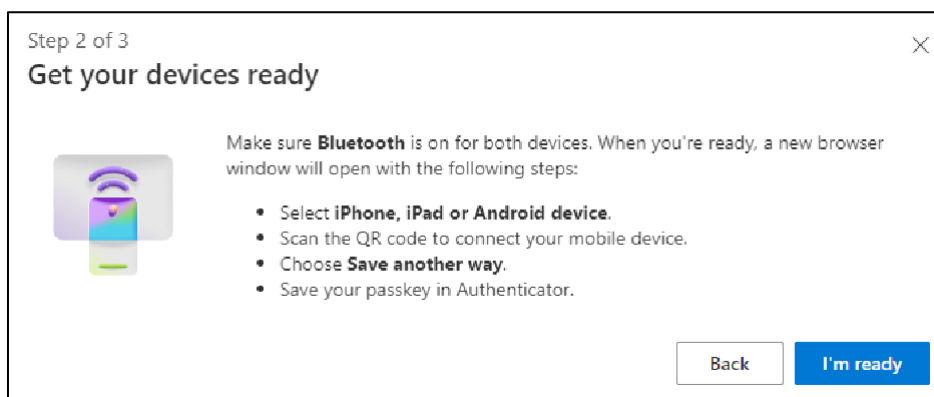 Step 2 of 3
Get your devices ready
Make sure Bluetooth is on for both devices. When you're ready, a new browser
window will open with the following steps:
• Select iPhone, iPad or Android device.
• Scan the QR code to connect your mobile device.
• Choose Save another way.
• Save your passkey in Authenticator.
Back
I'm ready